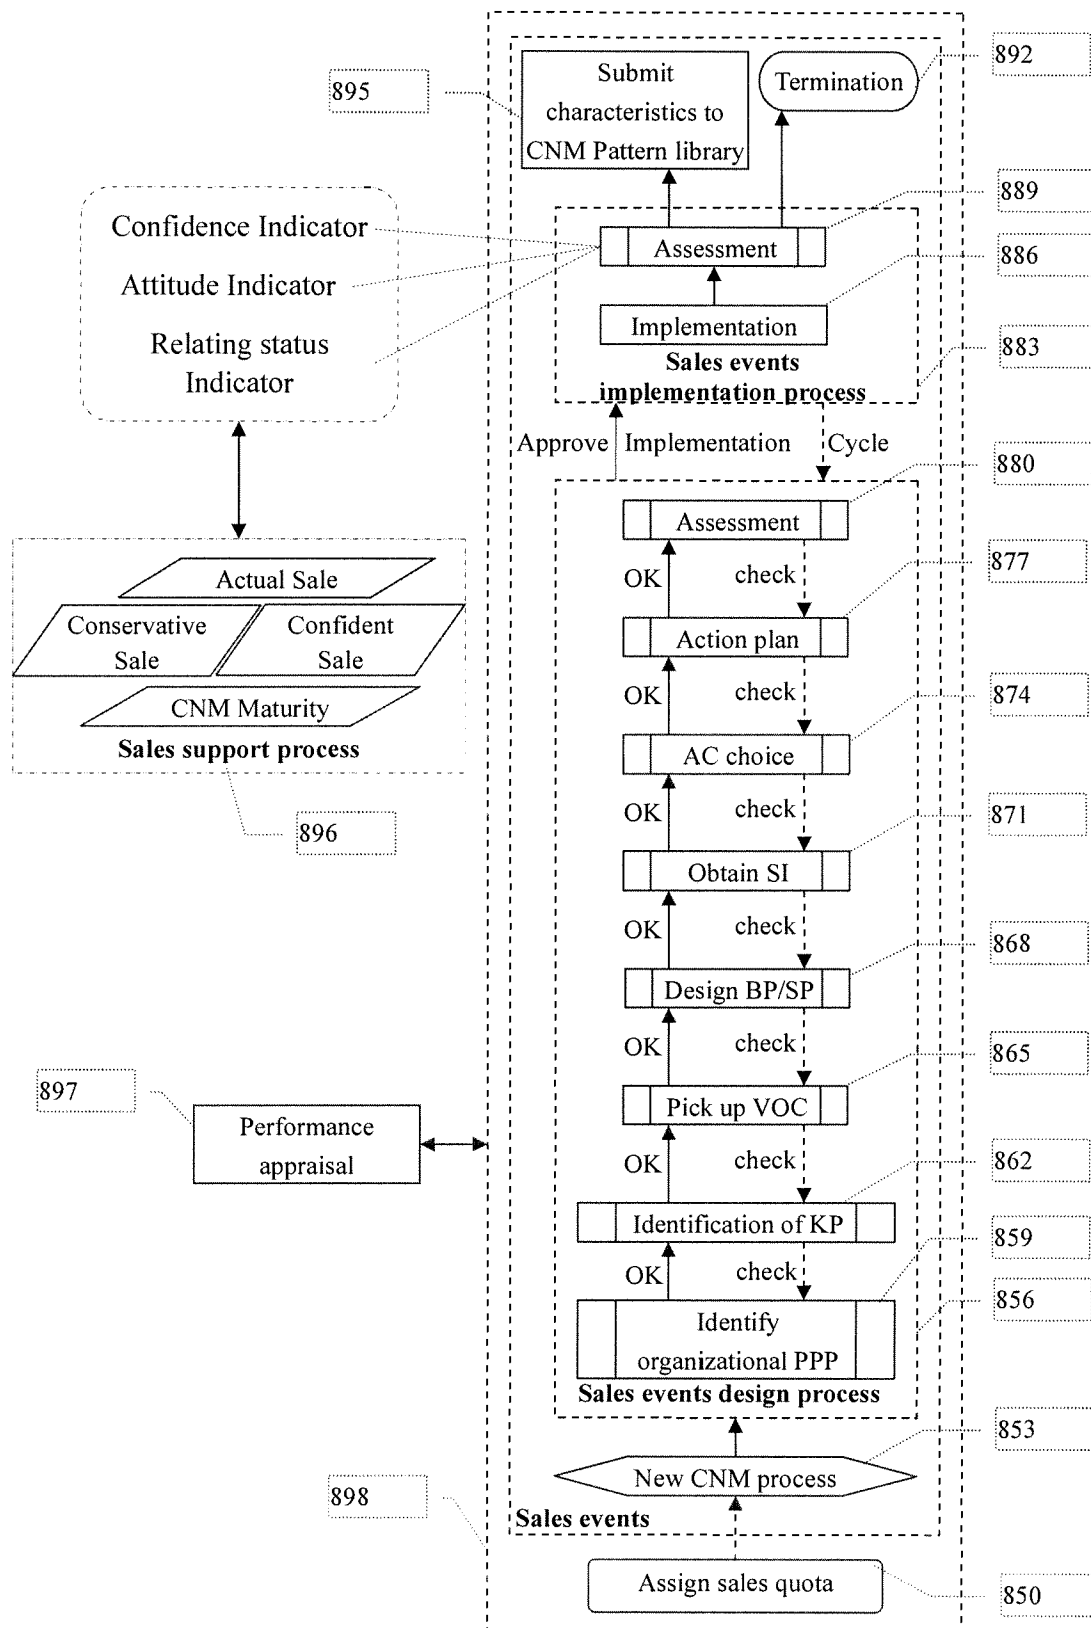 892
Submit
characteristics to
CNM Pattern library
Termination
895
889
Assessment
Confidence Indicator
Attitude Indicator
Relating status
Indicator
886
Implementation
883
Sales events
implementation process
Approve Implementation Cycle
880
Assessment
OK check
877
Actual Sale
Conservative
Sale
Confident
Sale
CNM Maturity
Sales support process
896
Action plan
OK check
874
AC choice
OK check
871
Obtain SI
OK check
868
Design BP/SP
OK check
865
Pick up VOC
897
Performance
appraisal
OK check
862
Identification of KP
859
OK check
856
Identify
organizational PPP
Sales events design process
853
New CNM process
898
Sales events
Assign sales quota
850